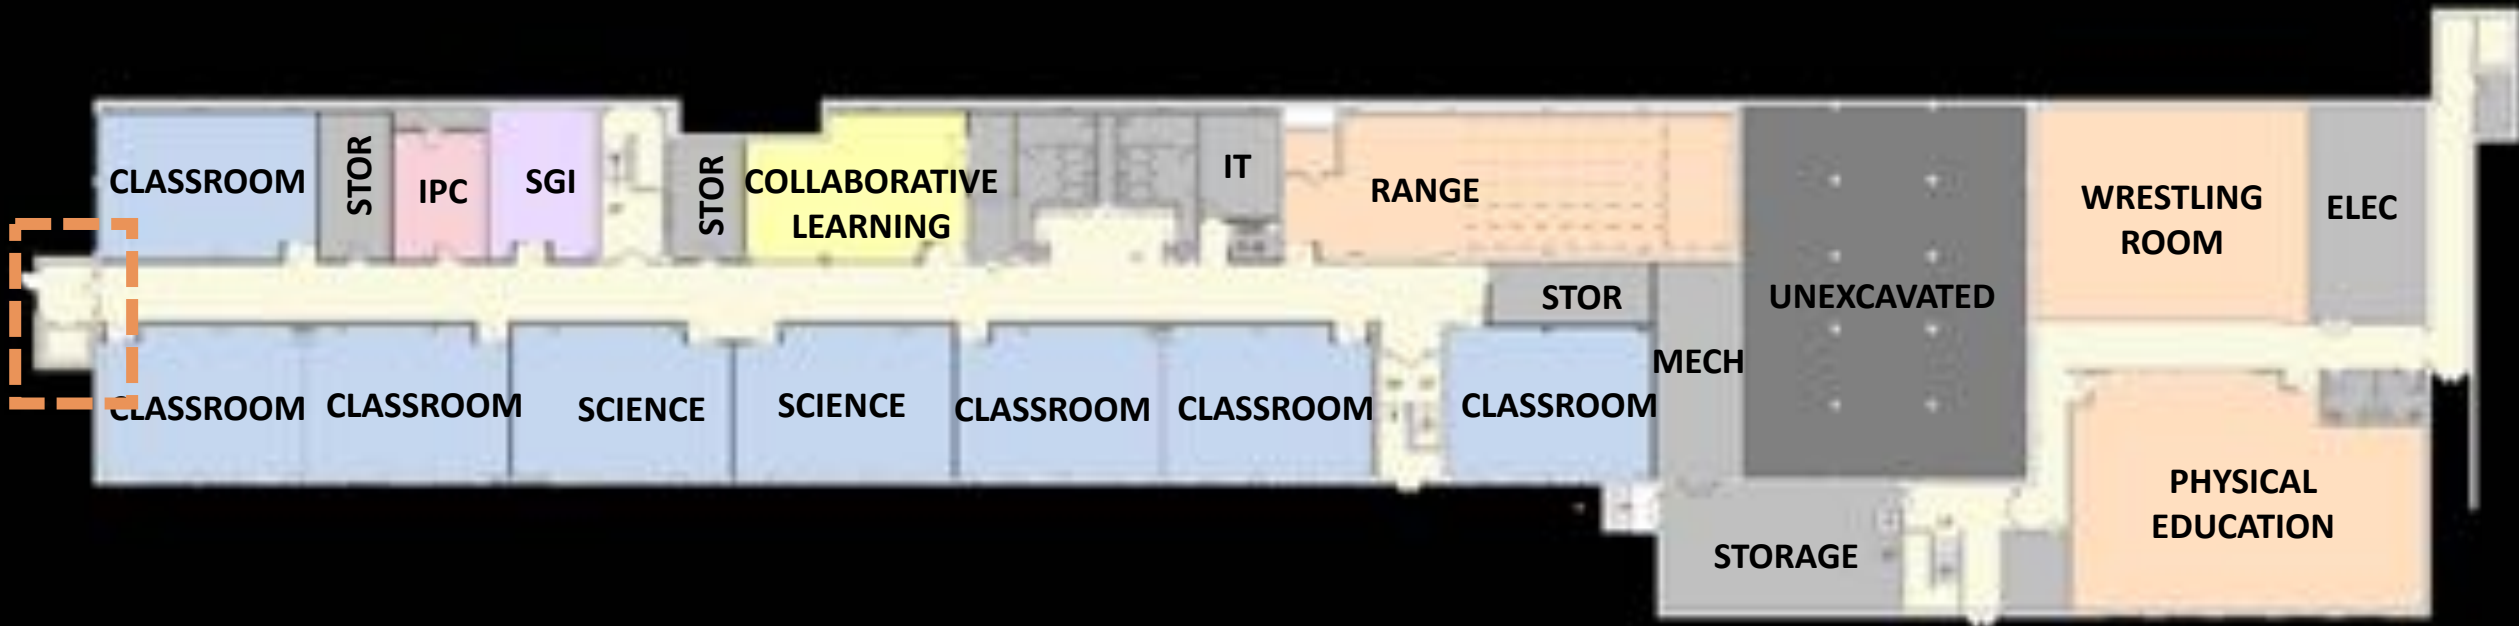 CLASSROOM
STOR
IPC
SGI
STOR
COLLABORATIVE
LEARNING
IT
RANGE
WRESTLING
ROOM
ELEC
STOR
UNEXCAVATED
MECH
CLASSROOM
CLASSROOM
SCIENCE
SCIENCE
CLASSROOM
CLASSROOM
CLASSROOM
PHYSICAL
EDUCATION
STORAGE